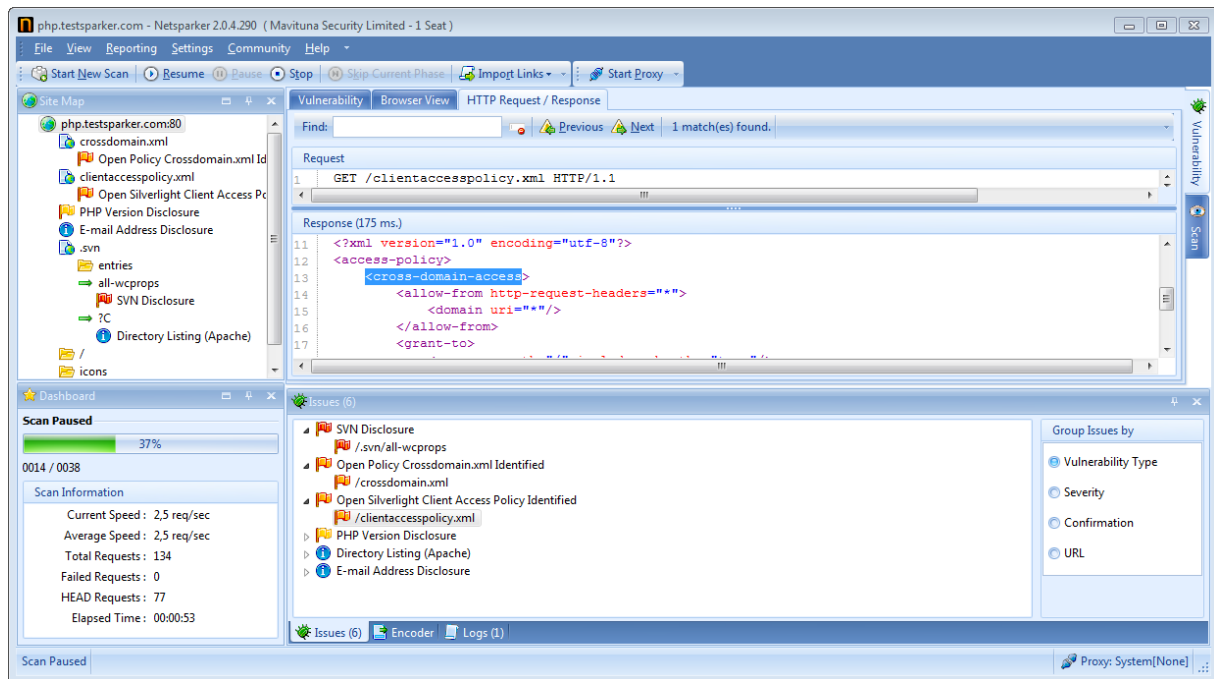 php.testsparker.com - Netsparker 2.0.4.290 ( Mavituna Security Limited - 1 Seat )
File View Reporting Settings Community Help
Start New Scan Resume Pause Stop Skip Current Phase Import Links Start Proxy
Site Map
php.testsparker.com:80
crossdomain.xml
Open Policy Crossdomain.xml Id
clientaccesspolicy.xml
Open Silverlight Client Access Pc
PHP Version Disclosure
E-mail Address Disclosure
.svn
entries
all-wcprops
SVN Disclosure
?C
Directory Listing (Apache)
/
icons
Vulnerability Browser View HTTP Request / Response
Find: Previous Next 1 match(es) found.
Request
1 GET /clientaccesspolicy.xml HTTP/1.1
Response (175 ms.)
11 <?xml version="1.0" encoding="utf-8"?>
12 <access-policy>
13 <cross-domain-access>
14 <allow-from http-request-headers="*">
15 <domain uri="*"/>
16 </allow-from>
17 <grant-to>
Vulnerability
Scan
Dashboard
Scan Paused
37%
0014 / 0038
Scan Information
Current Speed : 2,5 req/sec
Average Speed : 2,5 req/sec
Total Requests : 134
Failed Requests : 0
HEAD Requests : 77
Elapsed Time : 00:00:53
Issues (6)
SVN Disclosure
/.svn/all-wcprops
Open Policy Crossdomain.xml Identified
/crossdomain.xml
Open Silverlight Client Access Policy Identified
/clientaccesspolicy.xml
PHP Version Disclosure
Directory Listing (Apache)
E-mail Address Disclosure
Group Issues by
Vulnerability Type
Severity
Confirmation
URL
Issues (6) Encoder Logs (1)
Scan Paused
Proxy: System[None]